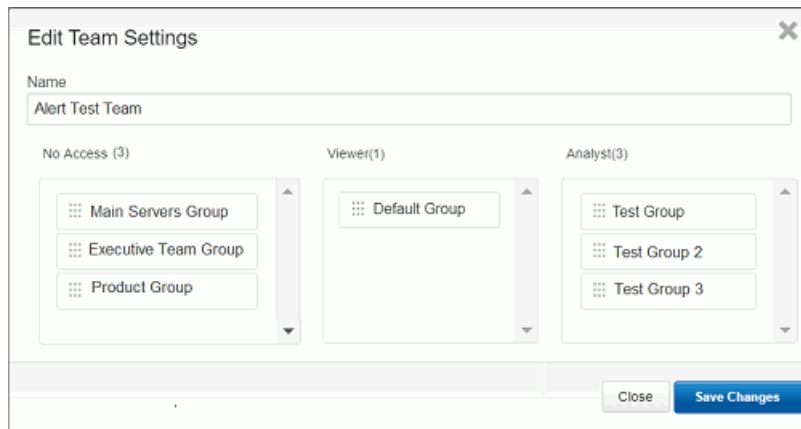 Edit Team Settings
Name
Alert Test Team
No Access (3)
Viewer(1)
Analyst(3)
Main Servers Group
Executive Team Group
Product Group
Default Group
Test Group
Test Group 2
Test Group 3
Close
Save Changes